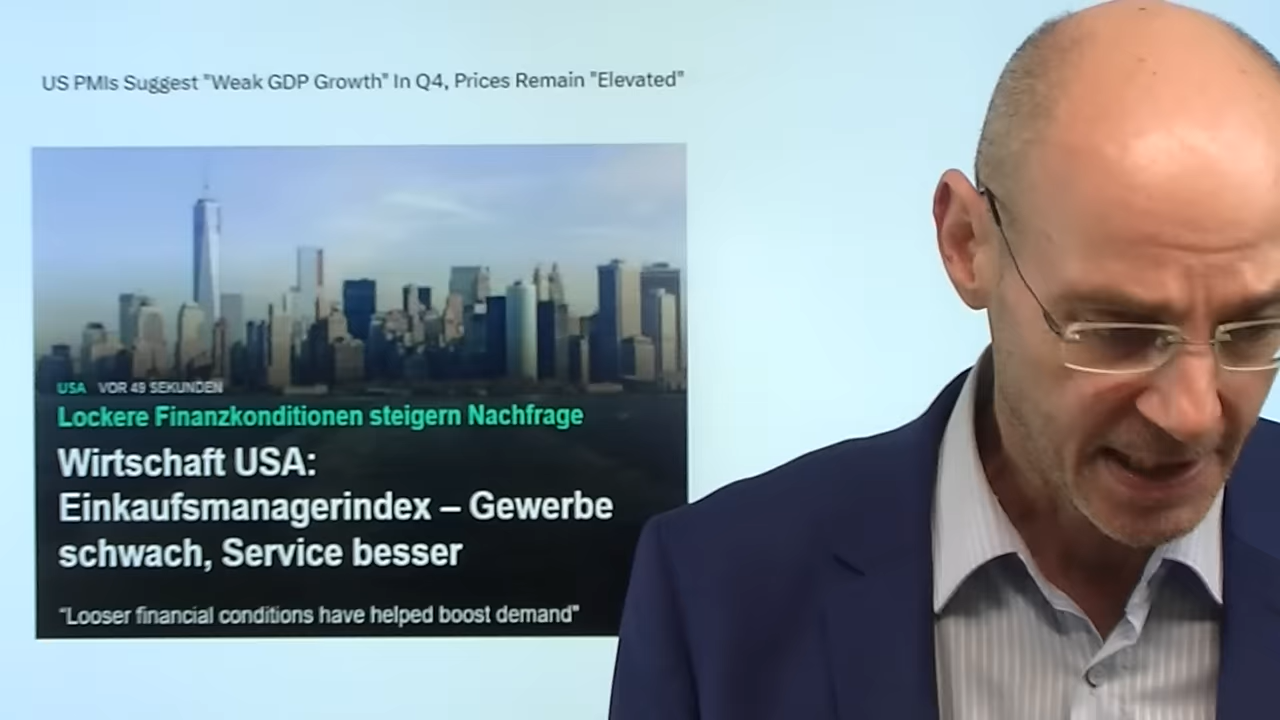 US PMIs Suggest "Weak GDP Growth" In Q4, Prices Remain "Elevated"
USA VOR 49 SEKUNDEN
Lockere Finanzkonditionen steigern Nachfrage
Wirtschaft USA:
Einkaufsmanagerindex – Gewerbe
schwach, Service besser
"Looser financial conditions have helped boost demand"